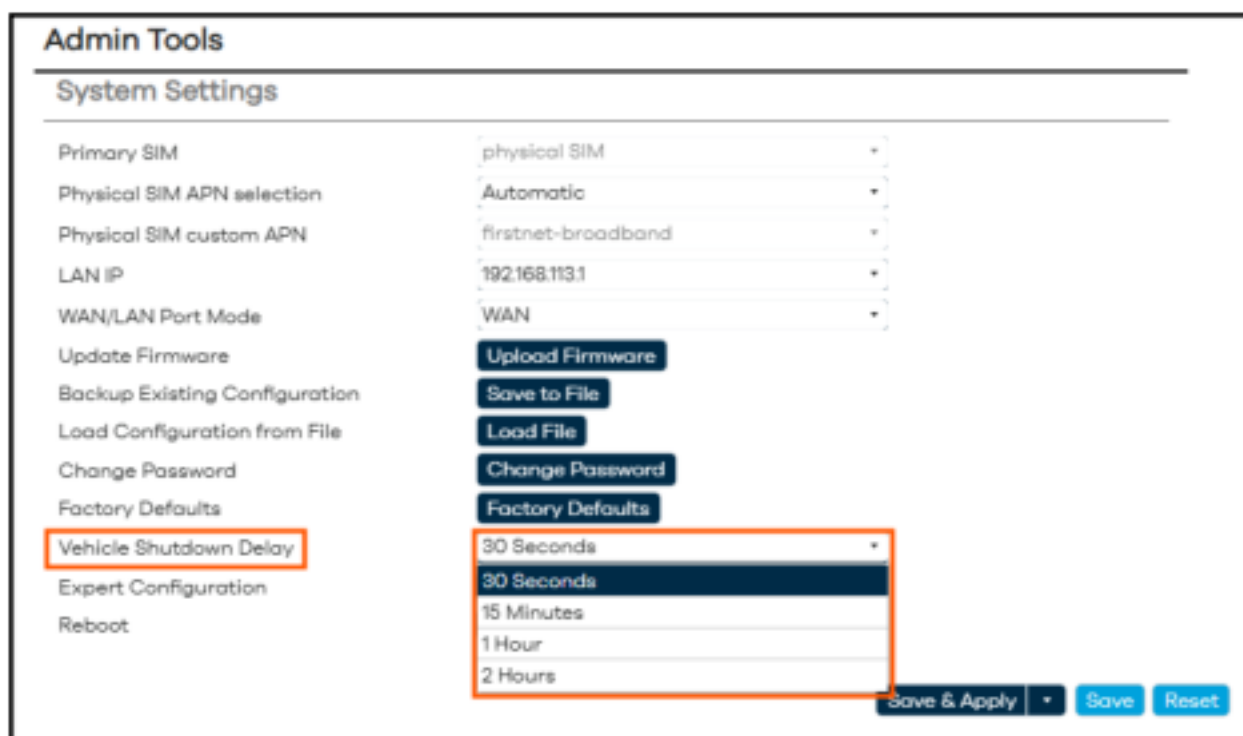 Admin Tools
System Settings
Primary SIM physical SIM
Physical SIM APN selection Automatic
Physical SIM custom APN firstnet-broadband
LAN IP 192.168.113.1
WAN/LAN Port Mode WAN
Update Firmware Upload Firmware
Backup Existing Configuration Save to File
Load Configuration from File Load File
Change Password Change Password
Factory Defaults Factory Defaults
Vehicle Shutdown Delay 30 Seconds
Expert Configuration 30 Seconds
15 Minutes
Reboot
1 Hour
2 Hours
Save & Apply Save Reset